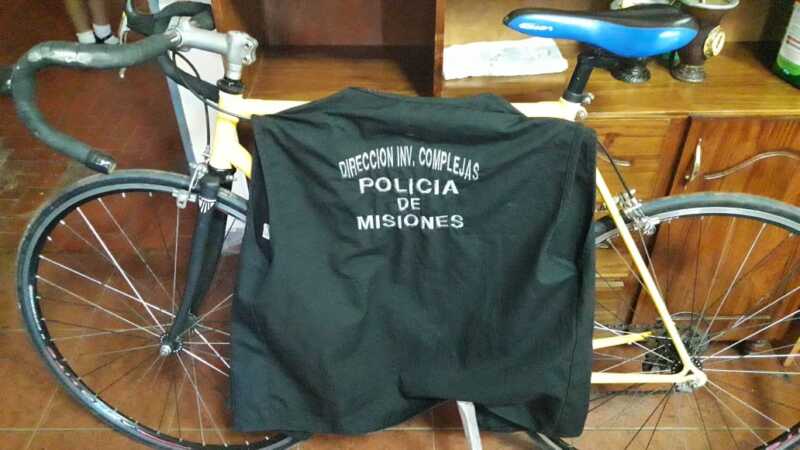 DIRECCION INV. COMPLEJAS
POLICIA
DE
MISIONES